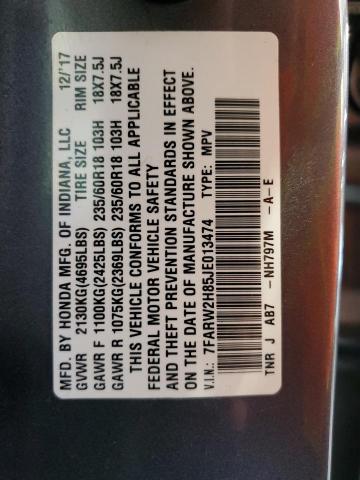 MFD. BY HONDA MFG. OF INDIANA, LLC 12/'17
GVWR 2130KG(4695LBS) TIRE SIZE RIM SIZE
GAWR F 1100KG(2425LBS) 235/60R18 103H 18X7.5J
GAWR R 1075KG(2369LBS) 235/60R18 103H 18X7.5J
THIS VEHICLE CONFORMS TO ALL APPLICABLE
FEDERAL MOTOR VEHICLE SAFETY
AND THEFT PREVENTION STANDARDS IN EFFECT
ON THE DATE OF MANUFACTURE SHOWN ABOVE.
V.I.N.: 7FARW2H85JE013474 TYPE: MPV
TNR J AB7 -NH797M -A-E